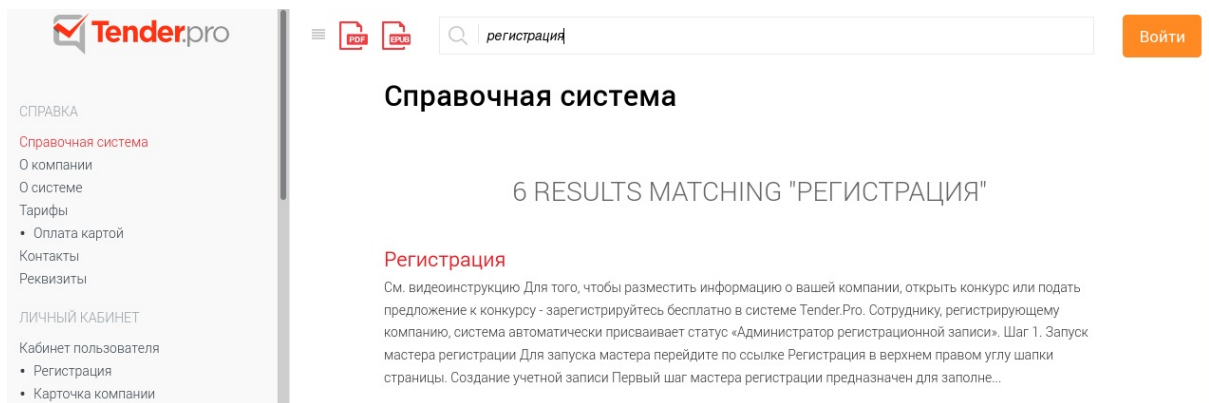 Tender.pro
PDF
EPUB
регистрация
Войти
СПРАВКА
Справочная система
О компании
О системе
Тарифы
• Оплата картой
Контакты
Реквизиты
ЛИЧНЫЙ КАБИНЕТ
Кабинет пользователя
• Регистрация
• Карточка компании
Справочная система
6 RESULTS MATCHING "РЕГИСТРАЦИЯ"
Регистрация
См. видеоинструкцию Для того, чтобы разместить информацию о вашей компании, открыть конкурс или подать
предложение к конкурсу - зарегистрируйтесь бесплатно в системе Tender.Pro. Сотруднику, регистрирующему
компанию, система автоматически присваивает статус «Администратор регистрационной записи». Шаг 1. Запуск
мастера регистрации Для запуска мастера перейдите по ссылке Регистрация в верхнем правом углу шапки
страницы. Создание учетной записи Первый шаг мастера регистрации предназначен для заполне...